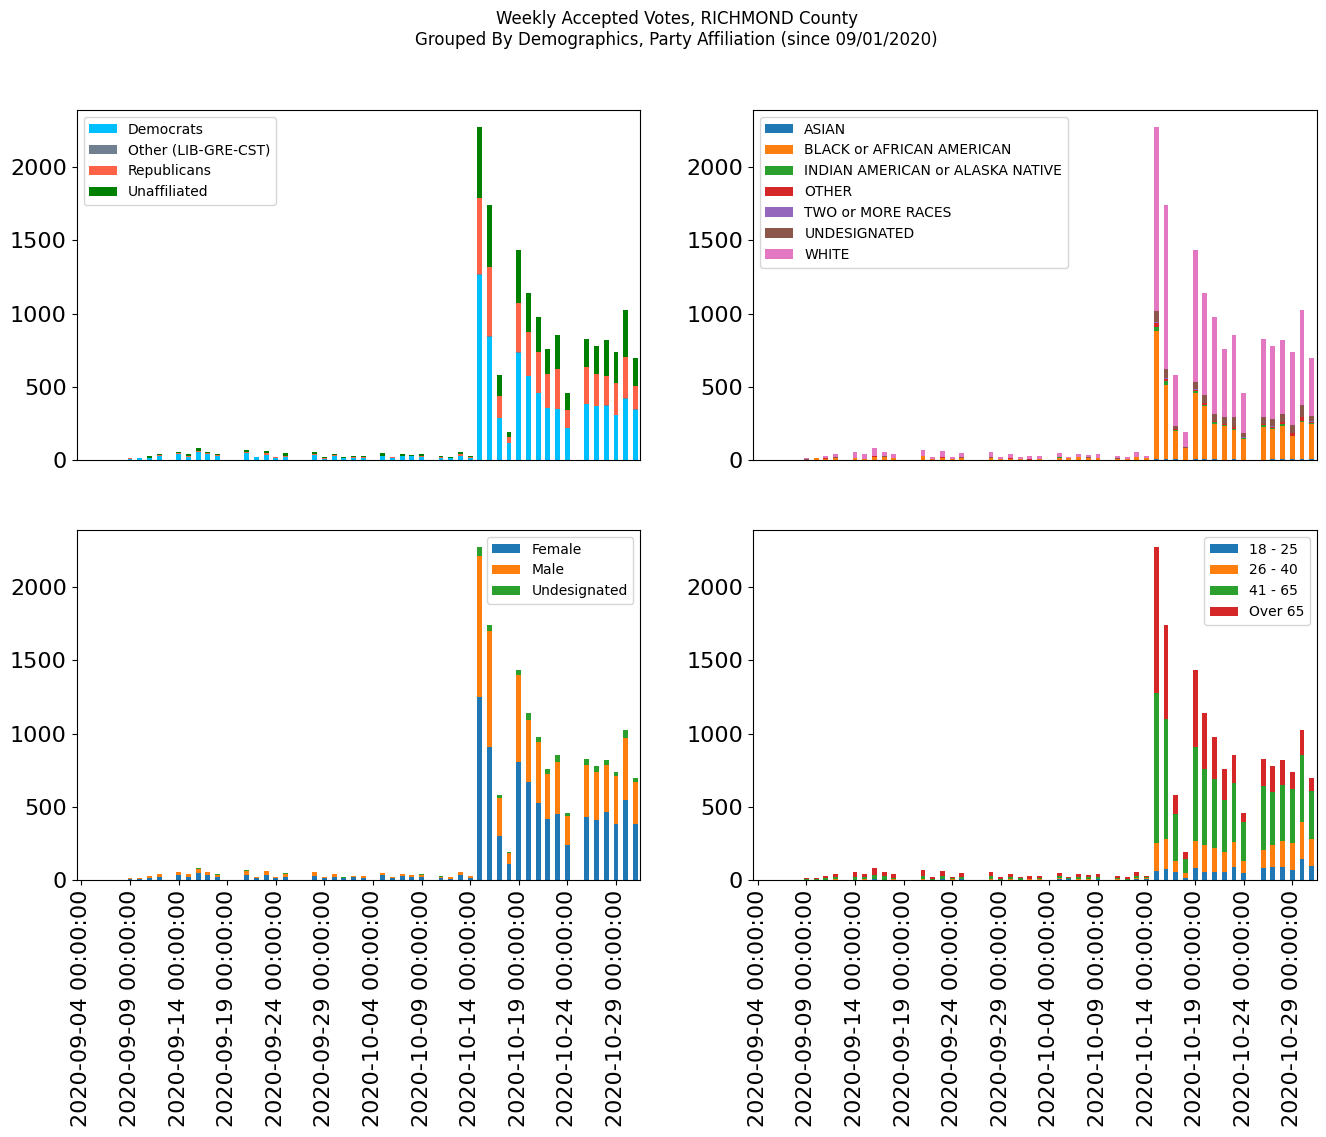 Weekly Accepted Votes, RICHMOND County
Grouped By Demographics, Party Affiliation (since 09/01/2020)
Democrats
Other (LIB-GRE-CST)
Republicans
Unaffiliated
2000
1500
1000
500
0
ASIAN
BLACK or AFRICAN AMERICAN
INDIAN AMERICAN or ALASKA NATIVE
OTHER
TWO or MORE RACES
UNDESIGNATED
WHITE
2000
1500
1000
500
0
Female
Male
Undesignated
2000
1500
1000
500
0
2020-09-04 00:00:00
2020-09-09 00:00:00
2020-09-14 00:00:00
2020-09-19 00:00:00
2020-09-24 00:00:00
2020-09-29 00:00:00
2020-10-04 00:00:00
2020-10-09 00:00:00
2020-10-14 00:00:00
2020-10-19 00:00:00
2020-10-24 00:00:00
2020-10-29 00:00:00
18 - 25
26 - 40
41 - 65
Over 65
2000
1500
1000
500
0
2020-09-04 00:00:00
2020-09-09 00:00:00
2020-09-14 00:00:00
2020-09-19 00:00:00
2020-09-24 00:00:00
2020-09-29 00:00:00
2020-10-04 00:00:00
2020-10-09 00:00:00
2020-10-14 00:00:00
2020-10-19 00:00:00
2020-10-24 00:00:00
2020-10-29 00:00:00